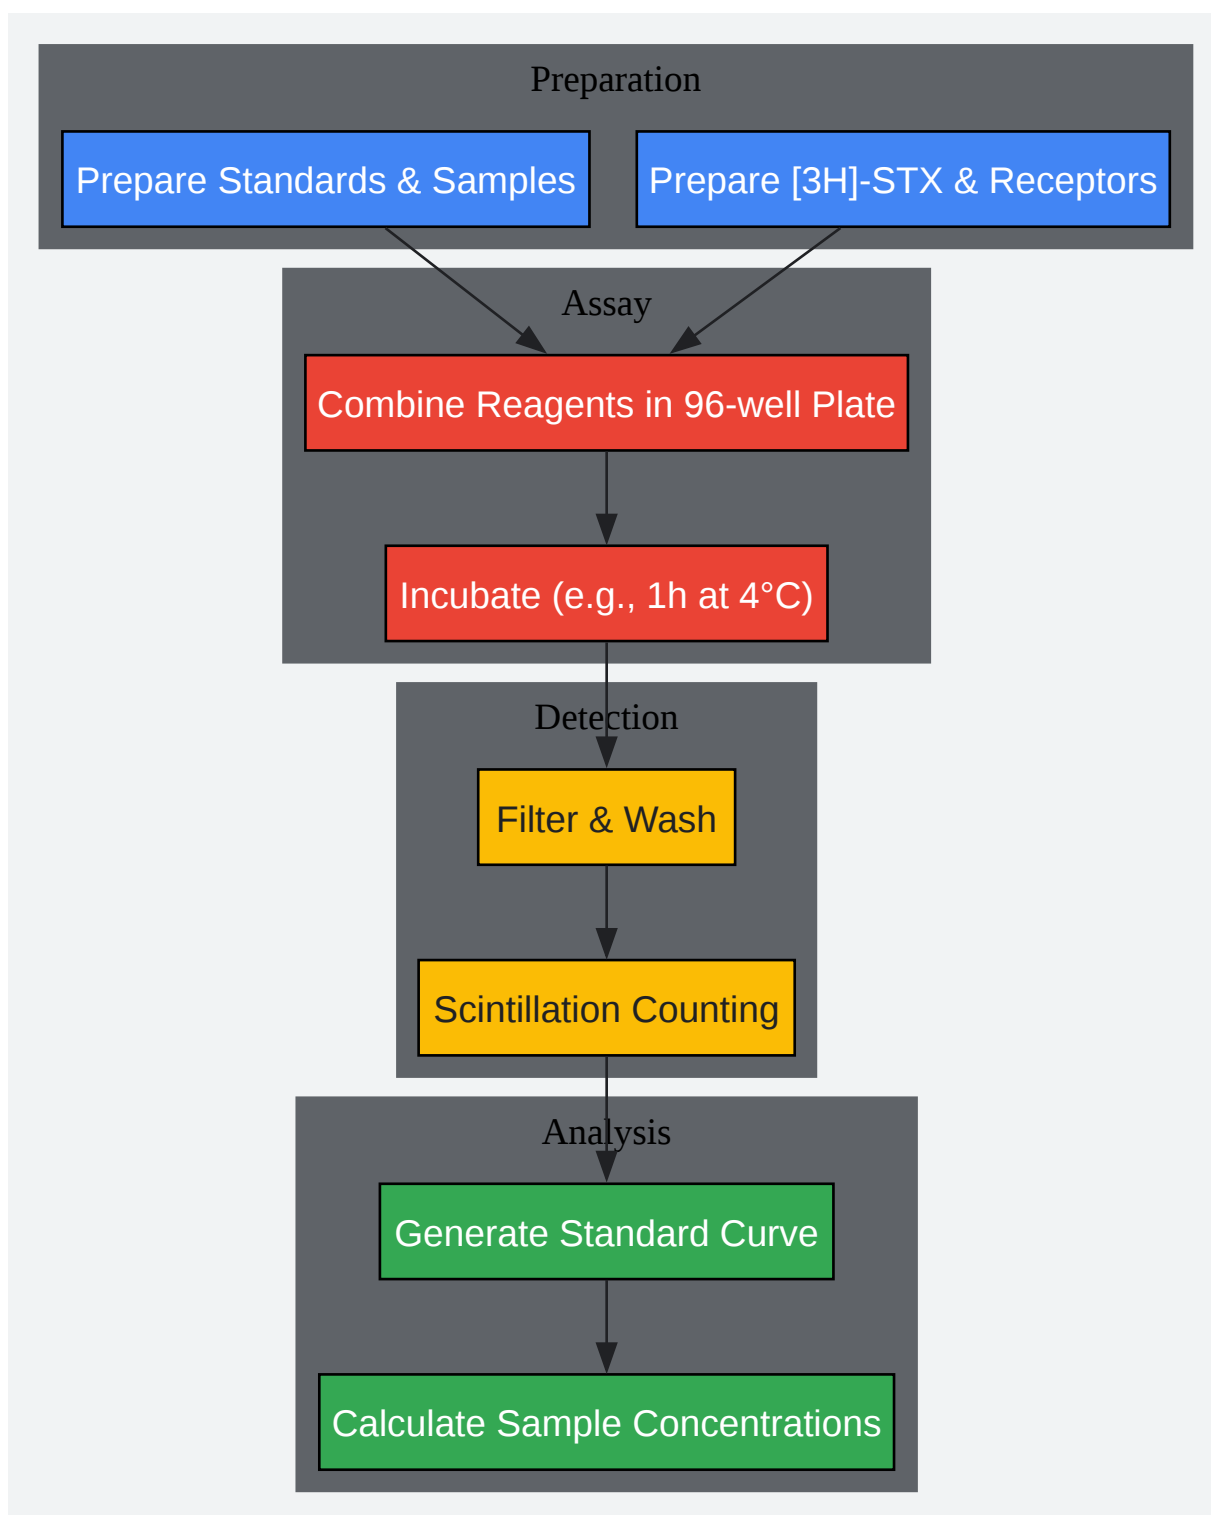 Preparation
Prepare Standards & Samples
Prepare [3H]-STX & Receptors
Assay
Combine Reagents in 96-well Plate
Incubate (e.g., 1h at 4°C)
Detection
Filter & Wash
Scintillation Counting
Analysis
Generate Standard Curve
Calculate Sample Concentrations